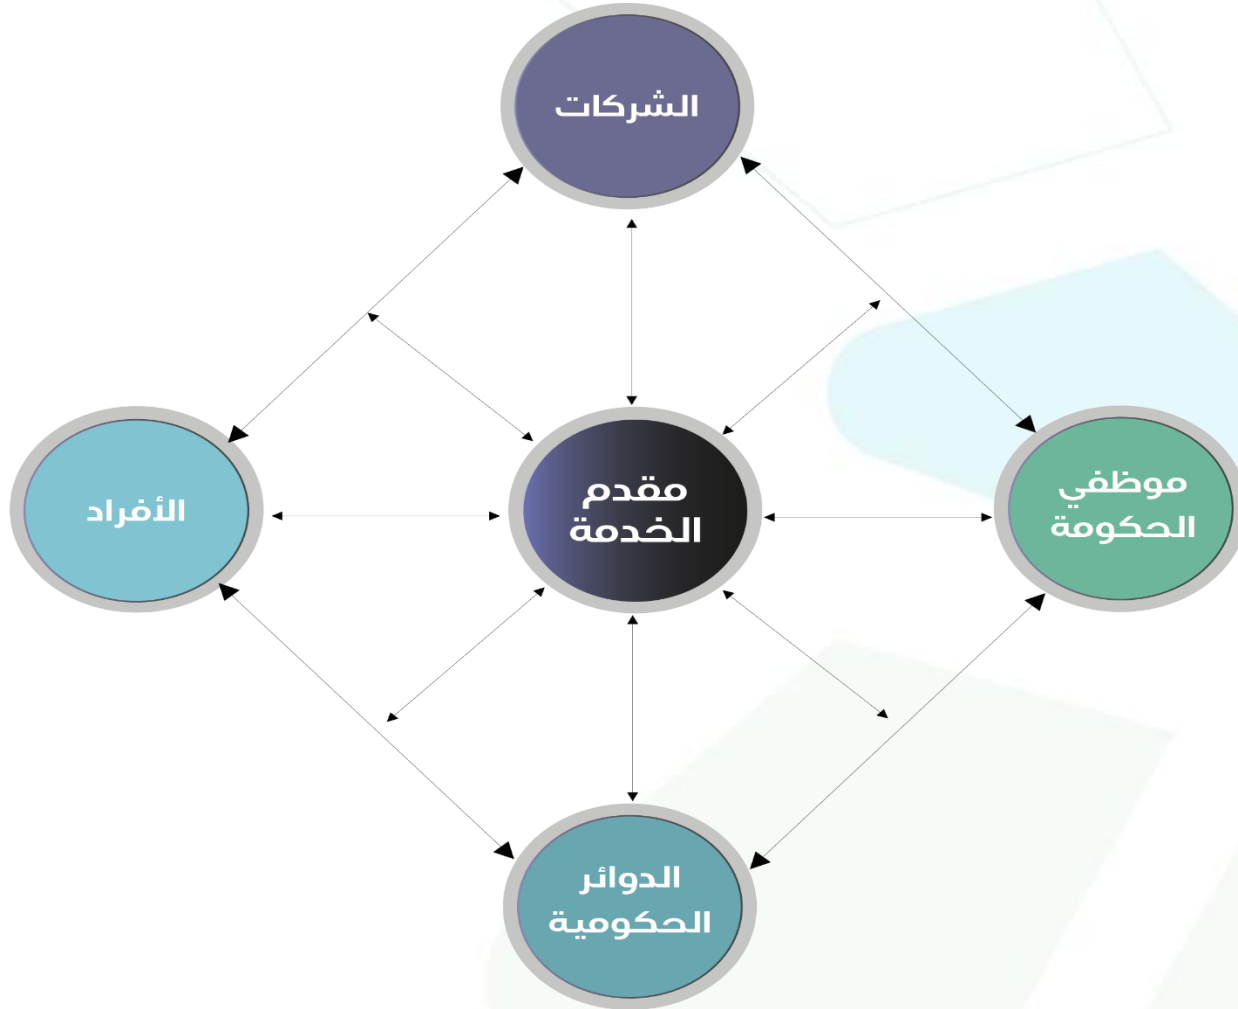 الشركات
موظفي
الحكومة
مقدم
الخدمة
الأفراد
الدوائر
الحكومية